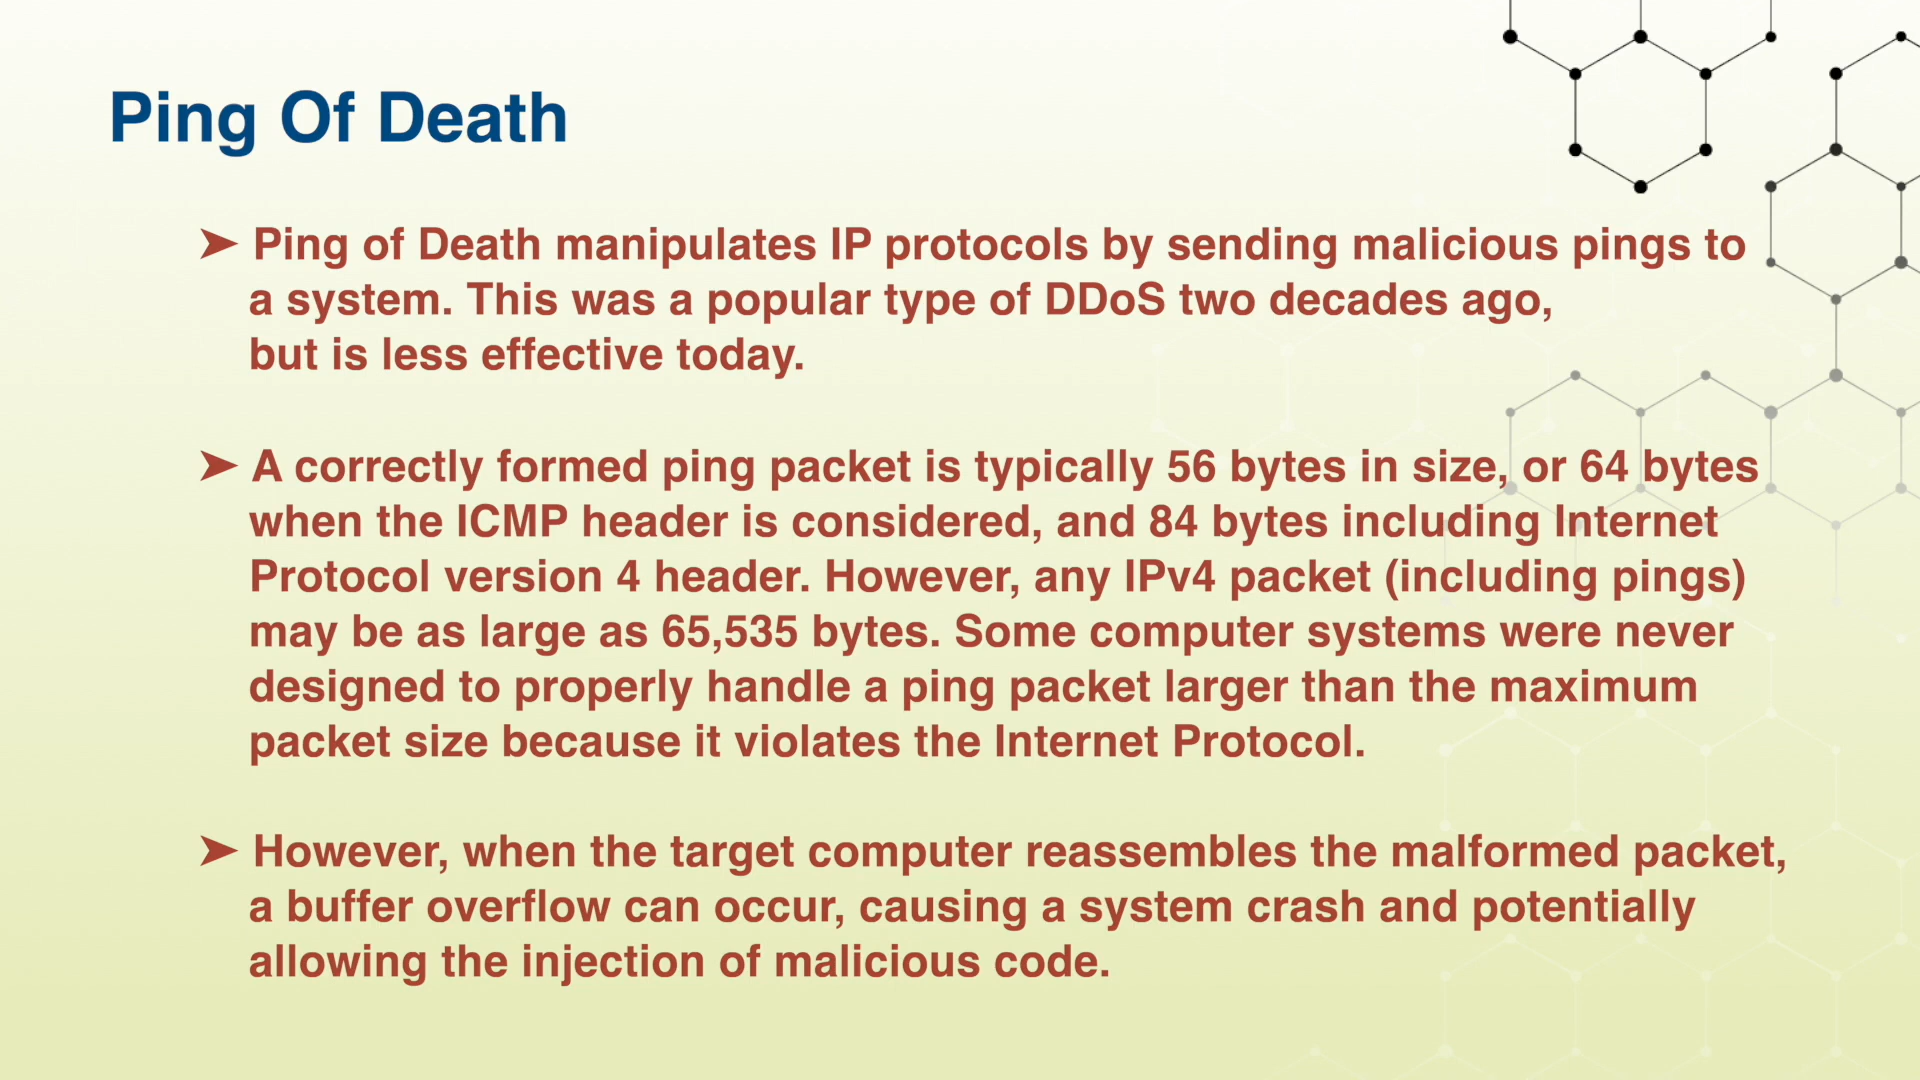 Ping Of Death
➤ Ping of Death manipulates IP protocols by sending malicious pings to
a system. This was a popular type of DDoS two decades ago,
but is less effective today.
➤ A correctly formed ping packet is typically 56 bytes in size, or 64 bytes
when the ICMP header is considered, and 84 bytes including Internet
Protocol version 4 header. However, any IPv4 packet (including pings)
may be as large as 65,535 bytes. Some computer systems were never
designed to properly handle a ping packet larger than the maximum
packet size because it violates the Internet Protocol.
➤ However, when the target computer reassembles the malformed packet,
a buffer overflow can occur, causing a system crash and potentially
allowing the injection of malicious code.